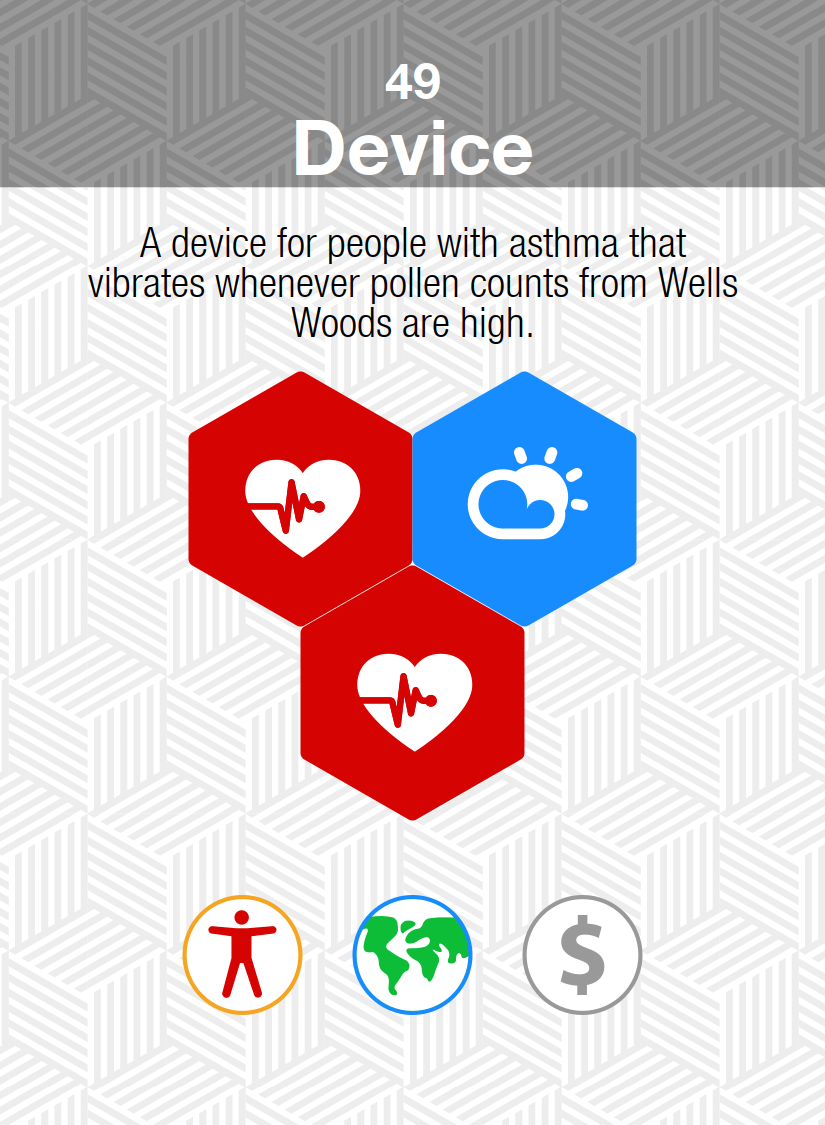 49
Device
A device for people with asthma that
vibrates whenever pollen counts from Wells
Woods are high.
$